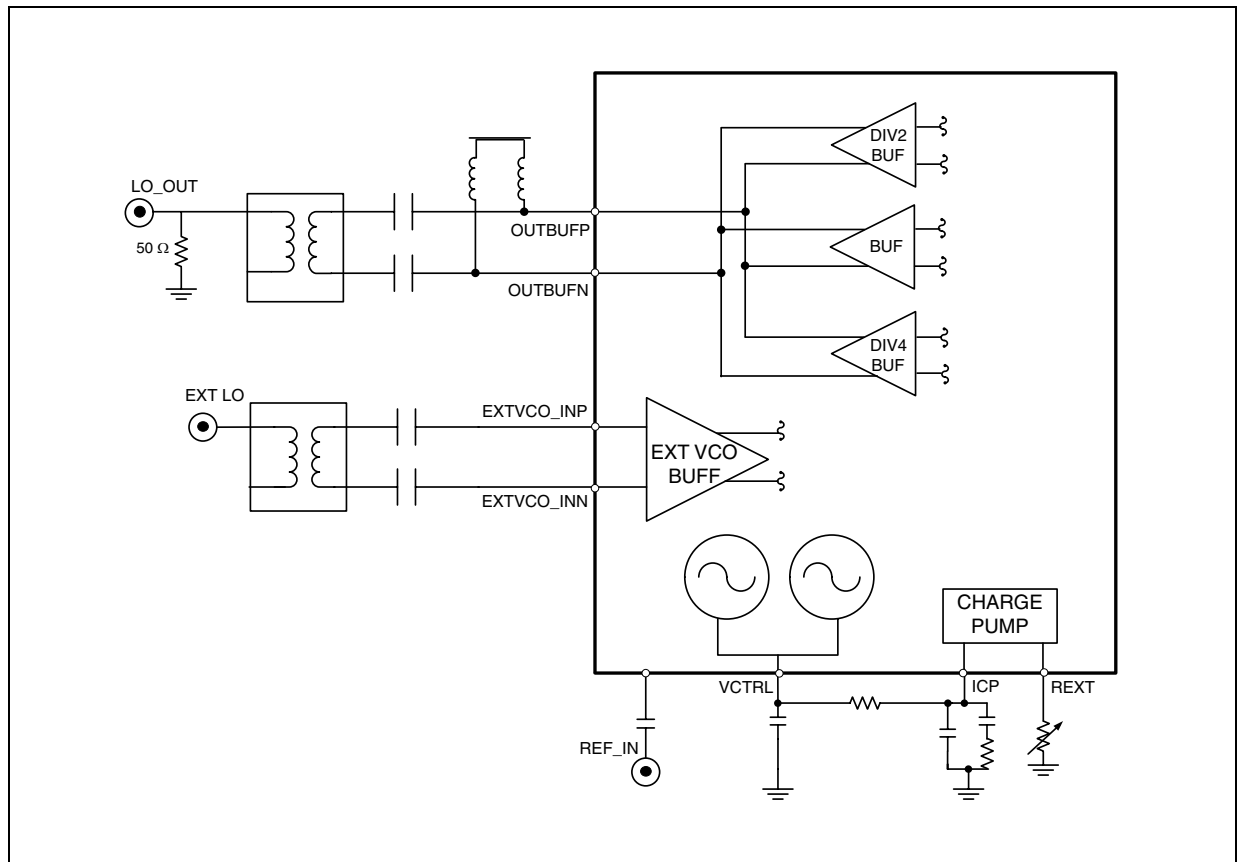 DIV2
BUF
LO_OUT
50 Ω
OUTBUFP
BUF
OUTBUFN
DIV4
BUF
EXT LO
EXTVCO_INP
EXT VCO
BUFF
EXTVCO_INN
CHARGE
PUMP
VCTRL
ICP
REXT
REF_IN